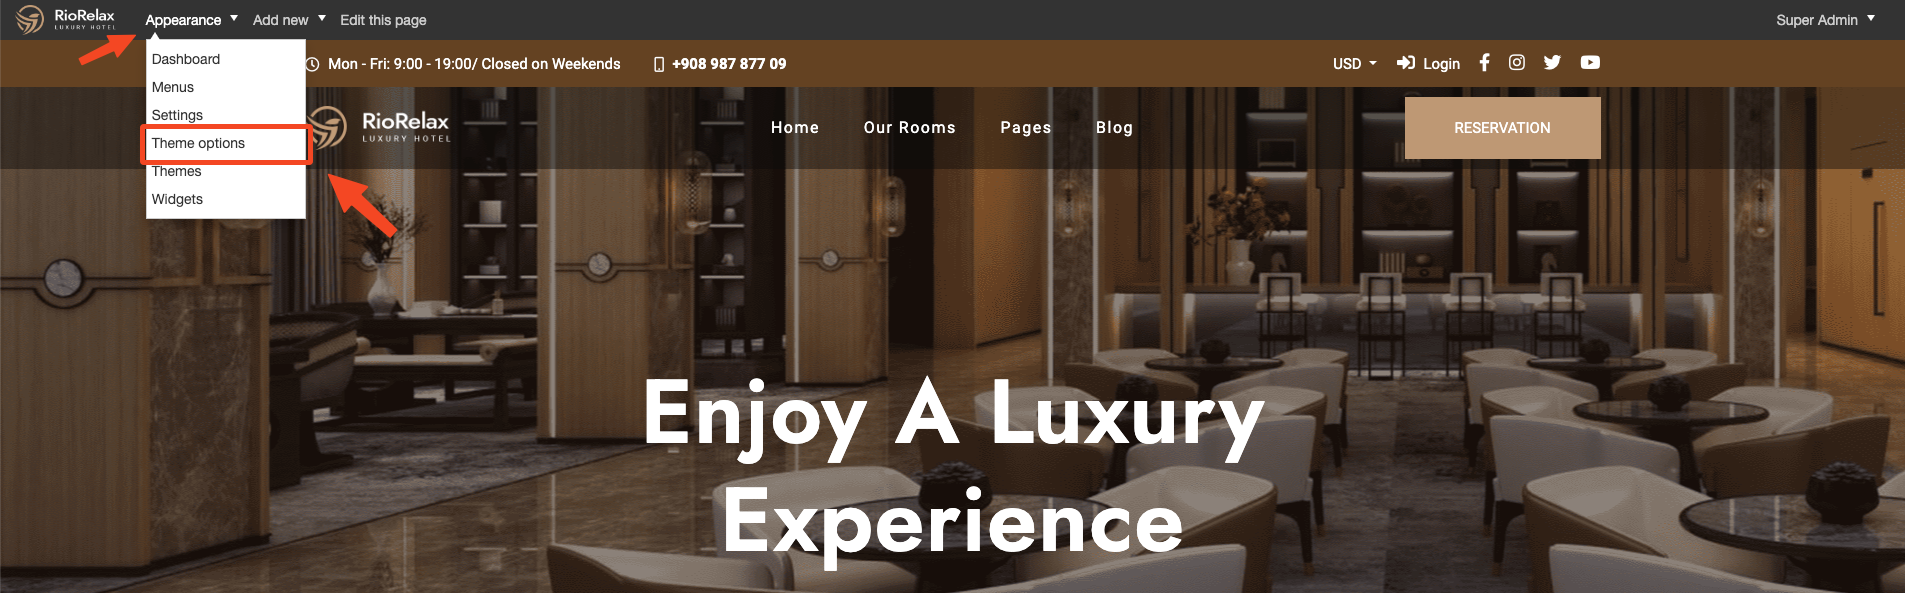 RioRelax
LUXURY HOTEL
Appearance
Add new
Edit this page
Super Admin
Dashboard
Menus
Settings
Theme options
Themes
Widgets
Mon - Fri: 9:00 - 19:00/ Closed on Weekends
+908 987 877 09
USD
Login
RioRelax
LUXURY HOTEL
Home
Our Rooms
Pages
Blog
RESERVATION
Enjoy A Luxury
Experience